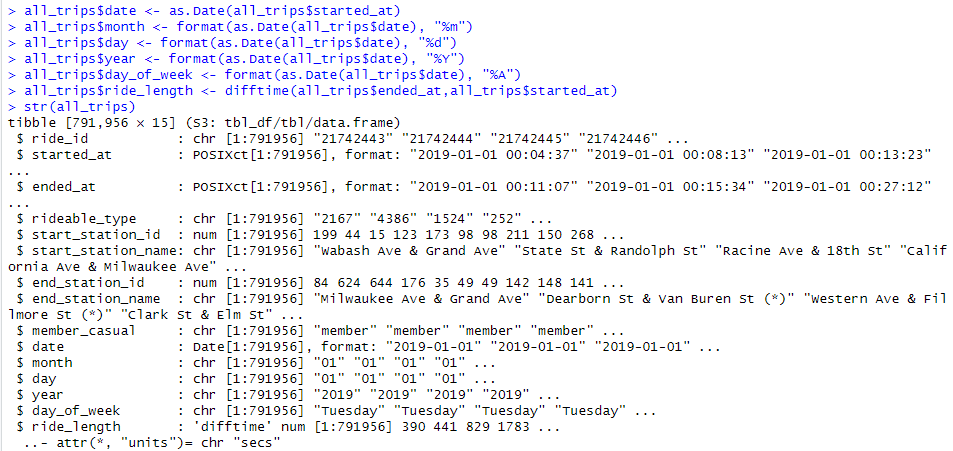 > all_trips$date <- as.Date(all_trips$started_at)
> all_trips$month <- format(as.Date(all_trips$date), "%m")
> all_trips$day <- format(as.Date(all_trips$date), "%d")
> all_trips$year <- format(as.Date(all_trips$date), "%Y")
> all_trips$day_of_week <- format(as.Date(all_trips$date), "%A")
> all_trips$ride_length <- difftime(all_trips$ended_at,all_trips$started_at)
> str(all_trips)
tibble [791,956 × 15] (S3: tbl_df/tbl/data.frame)
 $ ride_id           : chr [1:791956] "21742443" "21742444" "21742445" "21742446" ...
 $ started_at        : POSIXct[1:791956], format: "2019-01-01 00:04:37" "2019-01-01 00:08:13" "2019-01-01 00:13:23"
...
 $ ended_at          : POSIXct[1:791956], format: "2019-01-01 00:11:07" "2019-01-01 00:15:34" "2019-01-01 00:27:12"
...
 $ rideable_type     : chr [1:791956] "2167" "4386" "1524" "252" ...
 $ start_station_id  : num [1:791956] 199 44 15 123 173 98 98 211 150 268 ...
 $ start_station_name: chr [1:791956] "Wabash Ave & Grand Ave" "State St & Randolph St" "Racine Ave & 18th St" "Calif
ornia Ave & Milwaukee Ave" ...
 $ end_station_id    : num [1:791956] 84 624 644 176 35 49 49 142 148 141 ...
 $ end_station_name  : chr [1:791956] "Milwaukee Ave & Grand Ave" "Dearborn St & Van Buren St (*)" "Western Ave & Fil
lmore St (*)" "Clark St & Elm St" ...
 $ member_casual     : chr [1:791956] "member" "member" "member" "member" ...
 $ date              : Date[1:791956], format: "2019-01-01" "2019-01-01" "2019-01-01" ...
 $ month             : chr [1:791956] "01" "01" "01" "01" ...
 $ day               : chr [1:791956] "01" "01" "01" "01" ...
 $ year              : chr [1:791956] "2019" "2019" "2019" "2019" ...
 $ day_of_week       : chr [1:791956] "Tuesday" "Tuesday" "Tuesday" "Tuesday" ...
 $ ride_length       : 'difftime' num [1:791956] 390 441 829 1783 ...
  ..- attr(*, "units")= chr "secs"